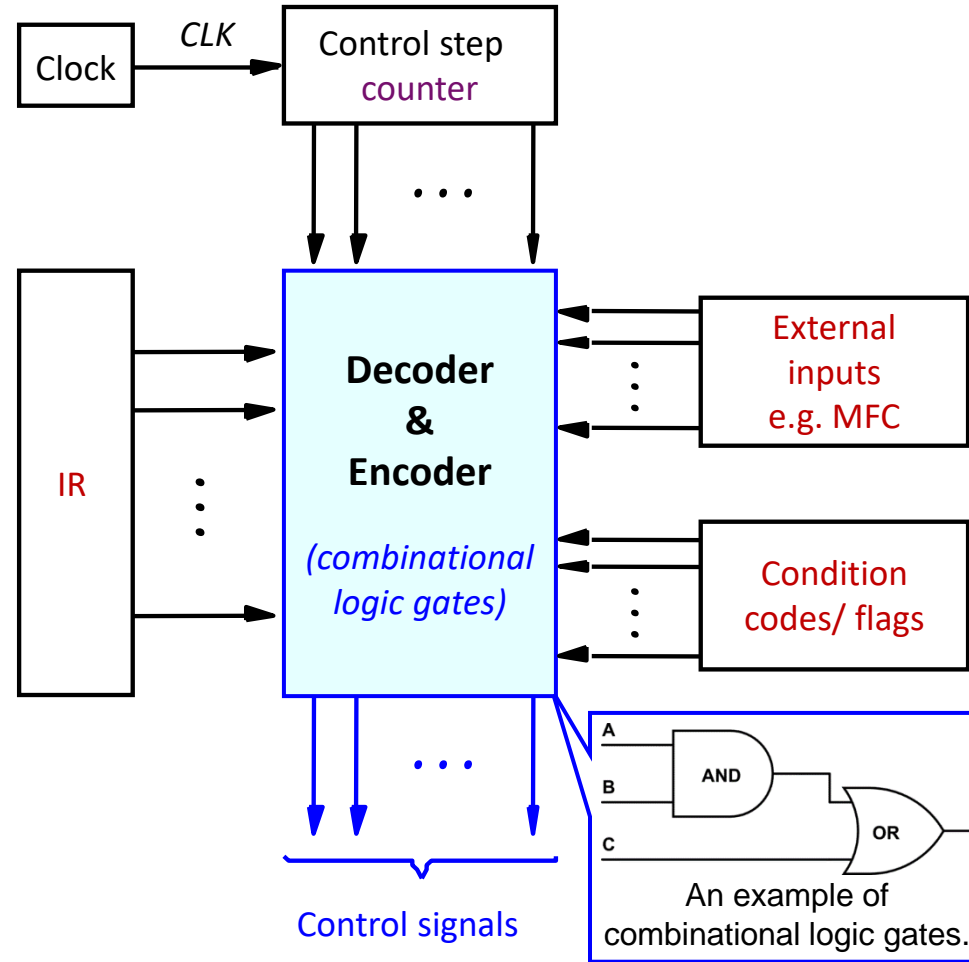 Clock
CLK
Control step
counter
IR
Decoder
&
Encoder
(combinational
logic gates)
External
inputs
e.g. MFC
Condition
codes/ flags
Control signals
A
B
C
AND
OR
An example of
combinational logic gates.